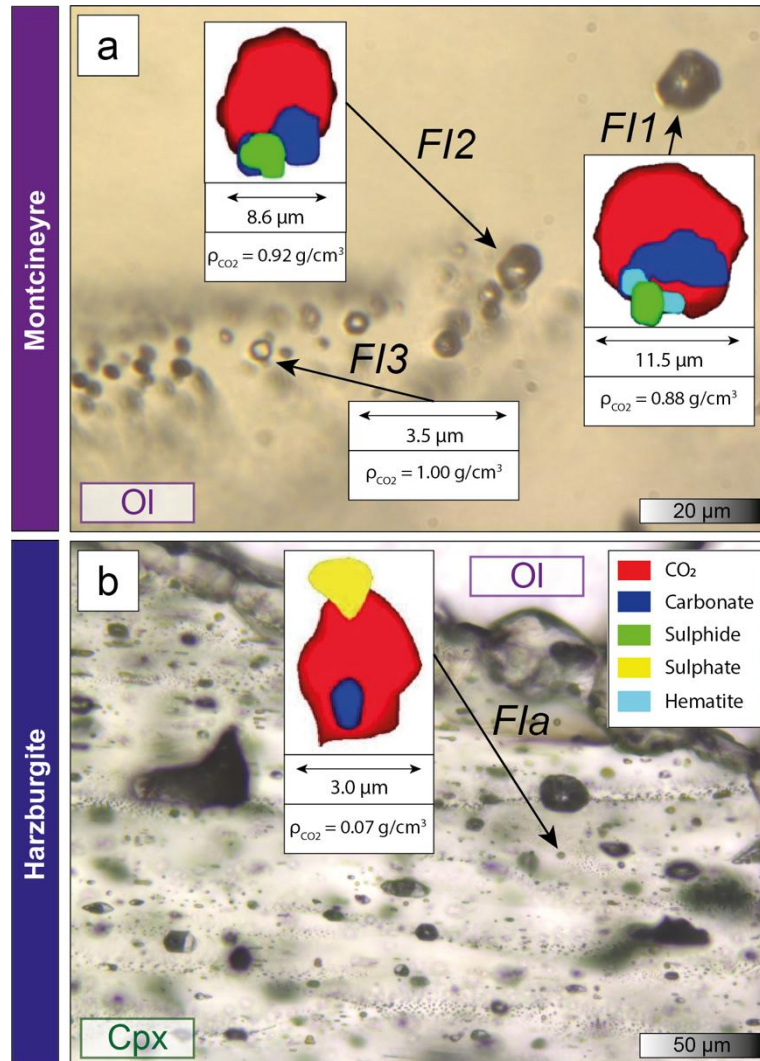 Montcineyre
a
FI2
8.6 µm
ρCO2 = 0.92 g/cm³
FI1
11.5 µm
ρCO2 = 0.88 g/cm³
FI3
3.5 µm
ρCO2 = 1.00 g/cm³
Ol
20 µm
Harzburgite
b
Ol
CO₂
Carbonate
Sulphide
Sulphate
Hematite
FIa
3.0 µm
ρCO2 = 0.07 g/cm³
Cpx
50 µm